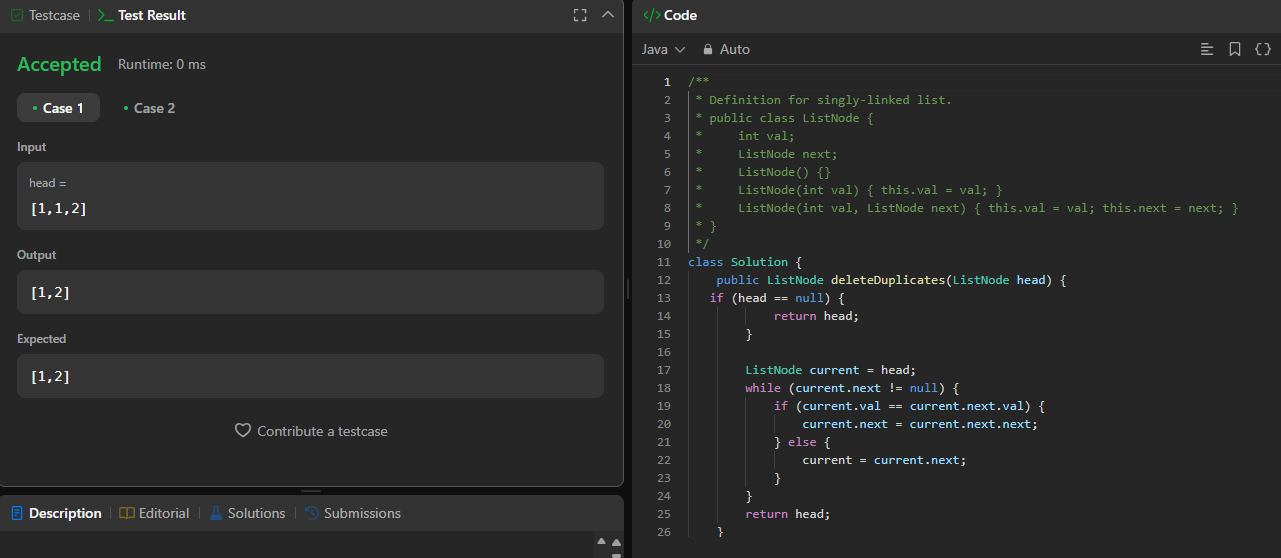 Testcase
Test Result
Accepted Runtime: 0 ms
Case 1
Case 2
Input
head =
[1,1,2]
Output
[1,2]
Expected
[1,2]
Contribute a testcase
Description
Editorial
Solutions
Submissions
</> Code
Java
Auto
1 /**
2  * Definition for singly-linked list.
3  * public class ListNode {
4  *     int val;
5  *     ListNode next;
6  *     ListNode() {}
7  *     ListNode(int val) { this.val = val; }
8  *     ListNode(int val, ListNode next) { this.val = val; this.next = next; }
9  * }
10  */
11 class Solution {
12     public ListNode deleteDuplicates(ListNode head) {
13    if (head == null) {
14             return head;
15         }
16
17         ListNode current = head;
18         while (current.next != null) {
19             if (current.val == current.next.val) {
20                 current.next = current.next.next;
21             } else {
22                 current = current.next;
23             }
24         }
25         return head;
26     }